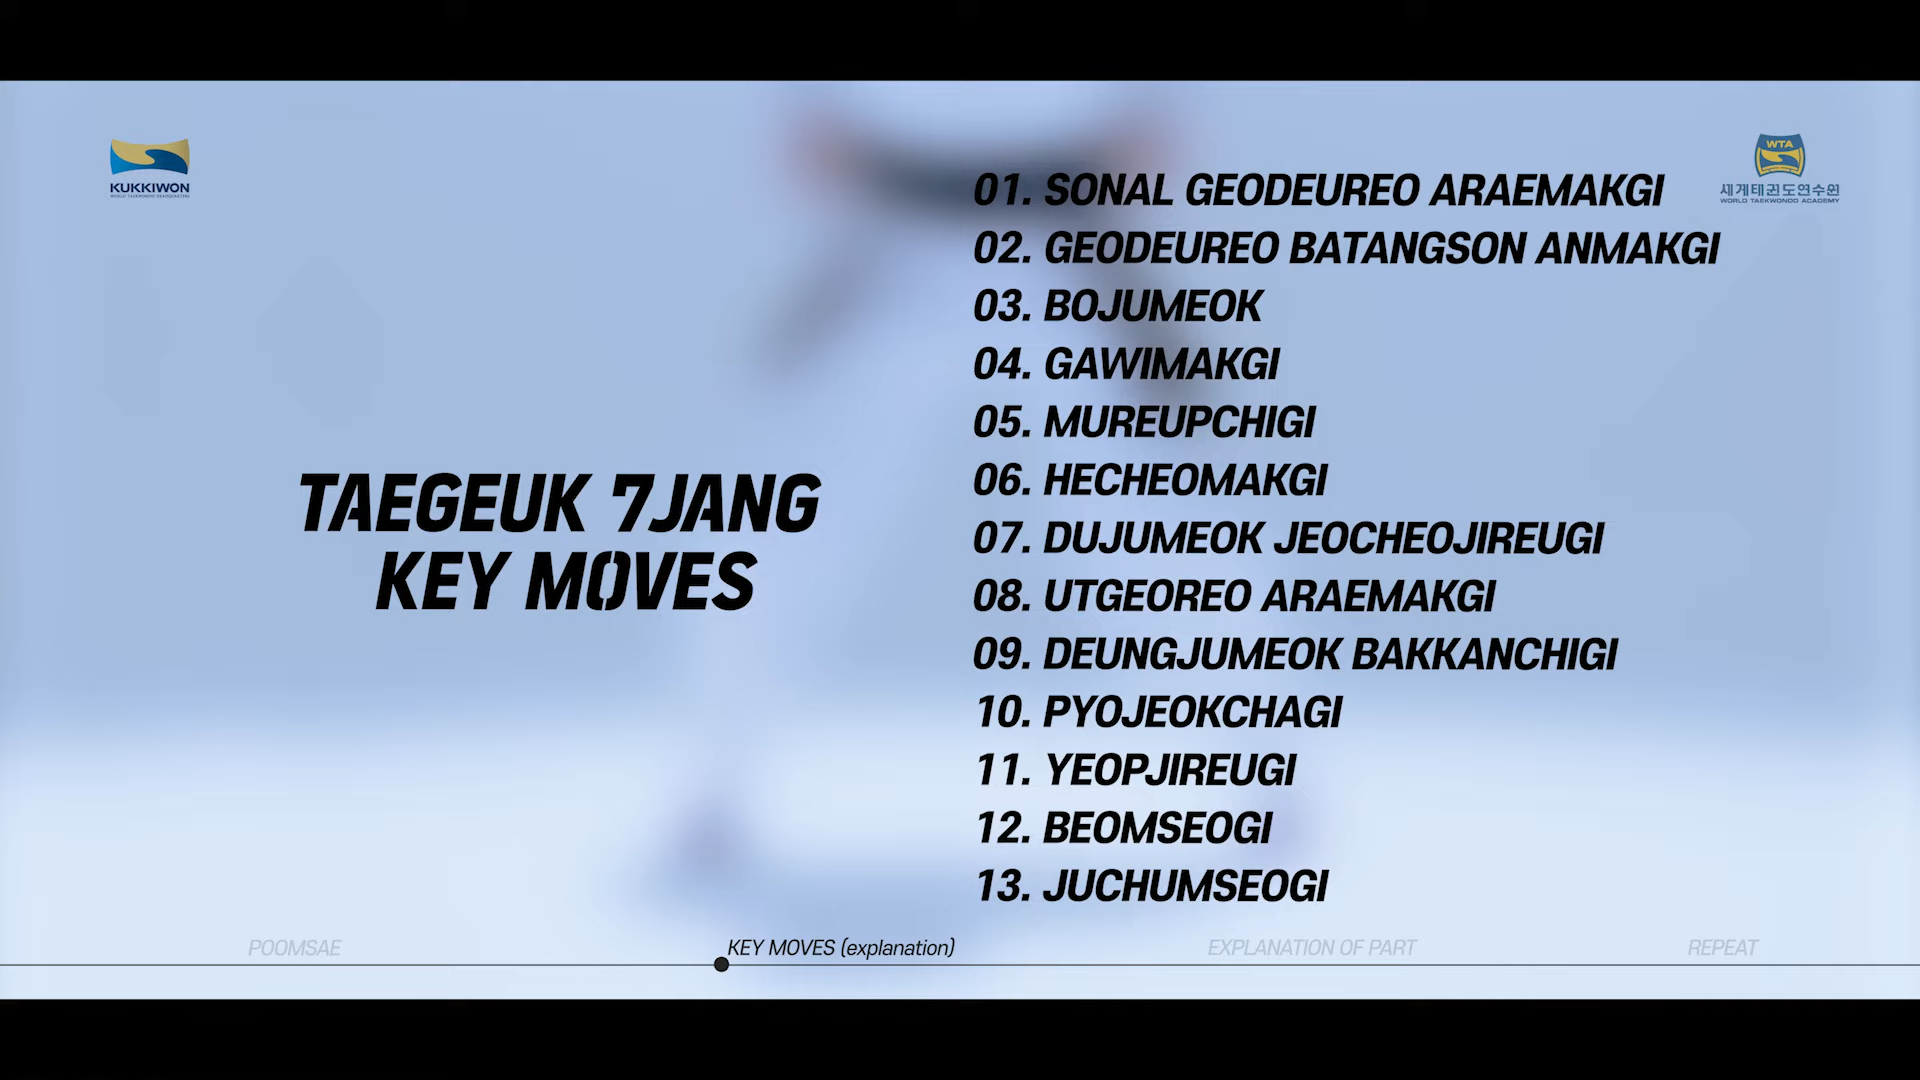 KUKKIWON
WORLD TAEKWONDO HEADQUARTERS
WTA
세계태권도연수원
WORLD TAEKWONDO ACADEMY
TAEGEUK 7JANG
KEY MOVES
01. SONAL GEODEUREO ARAEMAKGI
02. GEODEUREO BATANGSON ANMAKGI
03. BOJUMEOK
04. GAWIMAKGI
05. MUREUPCHIGI
06. HECHEOMAKGI
07. DUJUMEOK JEOCHEOJIREUGI
08. UTGEOREO ARAEMAKGI
09. DEUNGJUMEOK BAKKANCHIGI
10. PYOJEOKCHAGI
11. YEOPJIREUGI
12. BEOMSEOGI
13. JUCHUMSEOGI
POOMSAE
KEY MOVES (explanation)
EXPLANATION OF PART
REPEAT